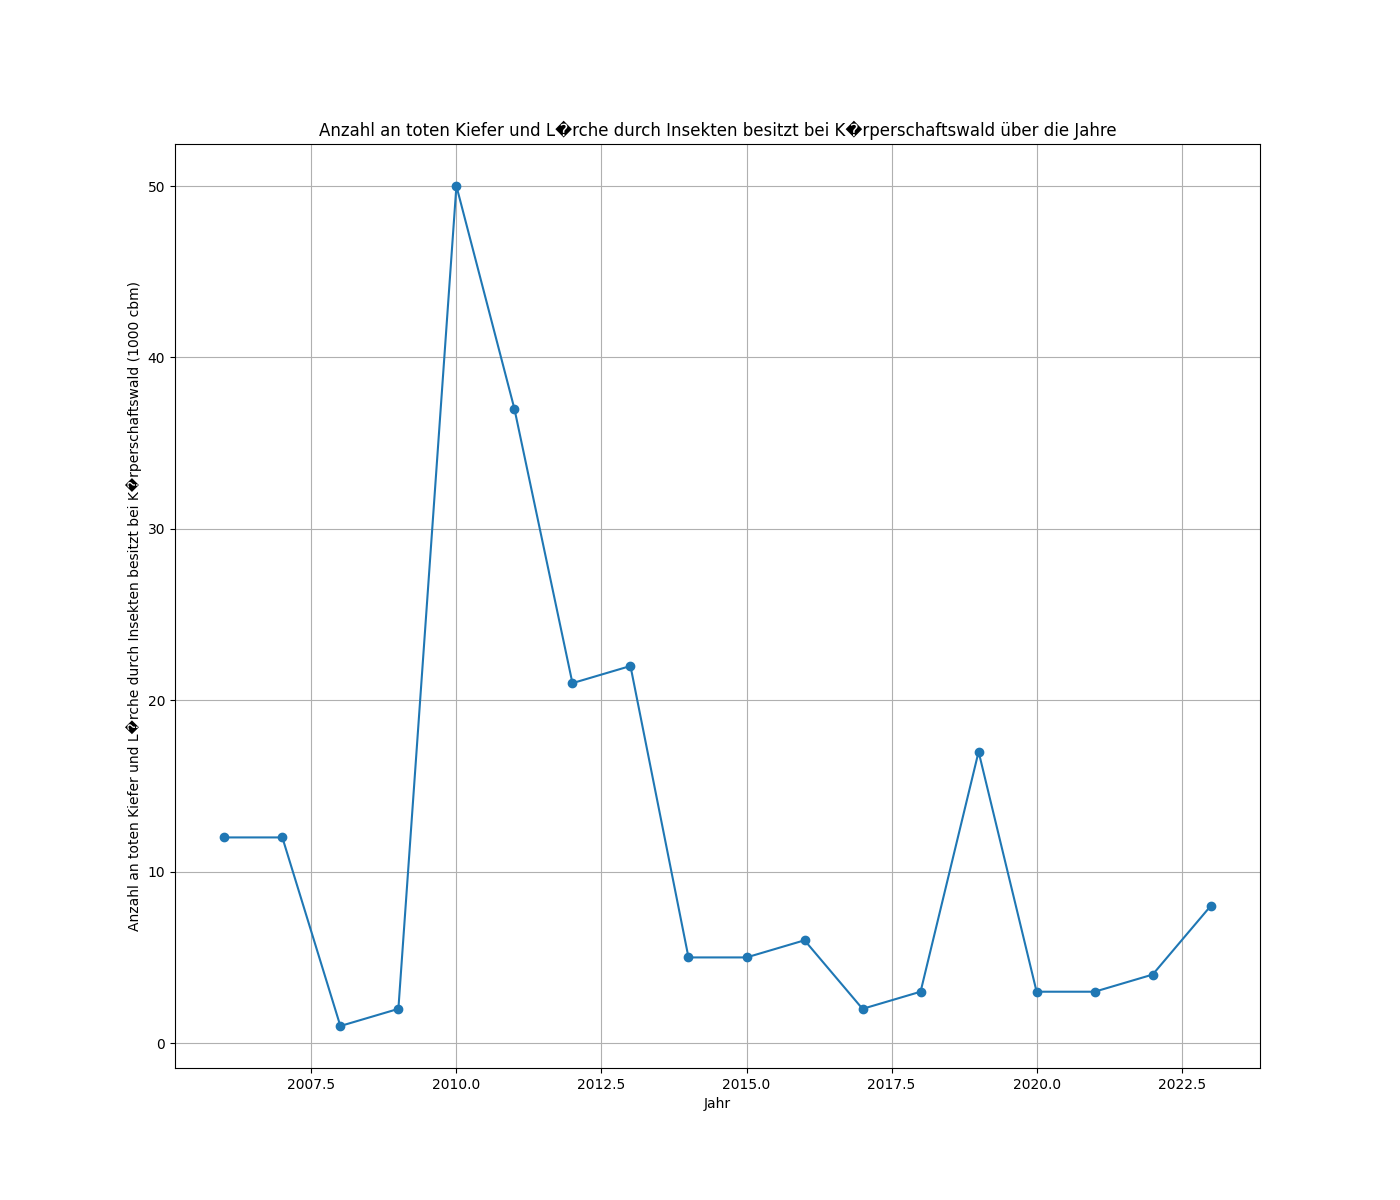 Anzahl an toten Kiefer und L�rche durch Insekten besitzt bei K�rperschaftswald über die Jahre
Anzahl an toten Kiefer und L�rche durch Insekten besitzt bei K�rperschaftswald (1000 cbm)
50
40
30
20
10
0
2007.5 2010.0 2012.5 2015.0 2017.5 2020.0 2022.5
Jahr